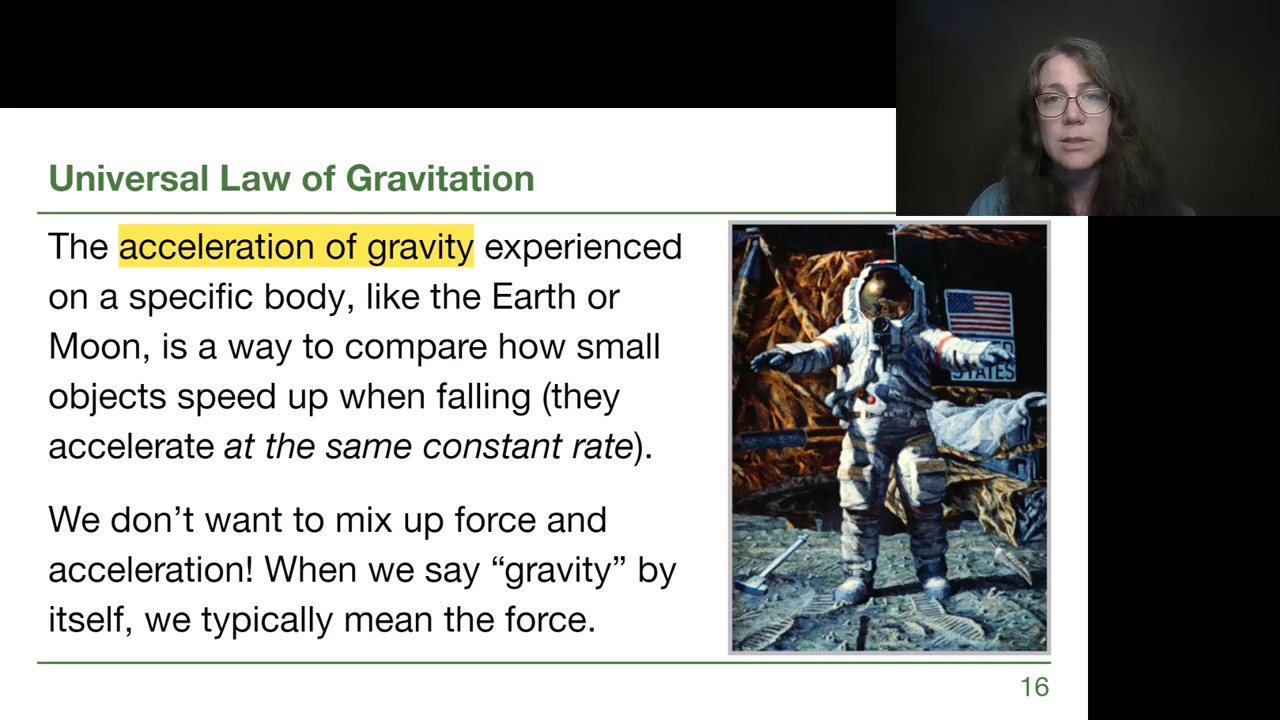 Universal Law of Gravitation
The acceleration of gravity experienced
on a specific body, like the Earth or
Moon, is a way to compare how small
objects speed up when falling (they
accelerate at the same constant rate).
We don’t want to mix up force and
acceleration! When we say “gravity” by
itself, we typically mean the force.
STATES
16